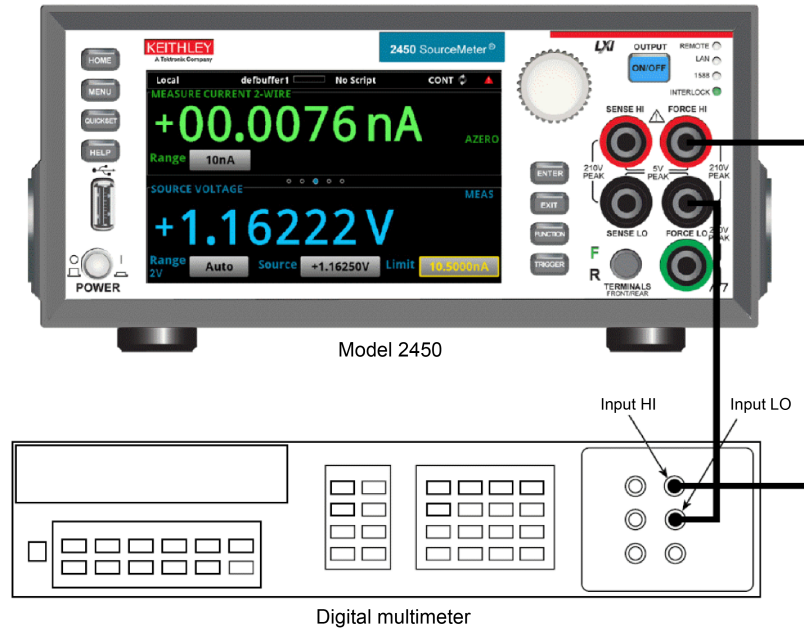 KEITHLEY
A Tektronix Company
2450 SourceMeter®
LXI
OUTPUT
ON/OFF
REMOTE
LAN
1588
INTERLOCK
HOME
MENU
QUICKSET
HELP
POWER
Local defbuffer1 No Script CONT
MEASURE CURRENT 2-WIRE
+00.0076 nA
AZERO
Range 10nA
SOURCE VOLTAGE
MEAS
+1.16222 V
Range Auto Source +1.16250V Limit 10.5000nA
2V
ENTER
EXIT
FUNCTION
TRIGGER
SENSE HI FORCE HI
210V PEAK
5V PEAK
210V PEAK
SENSE LO FORCE LO
PEAK
F
R
TERMINALS
FRONT/REAR
Model 2450
Input HI Input LO
Digital multimeter